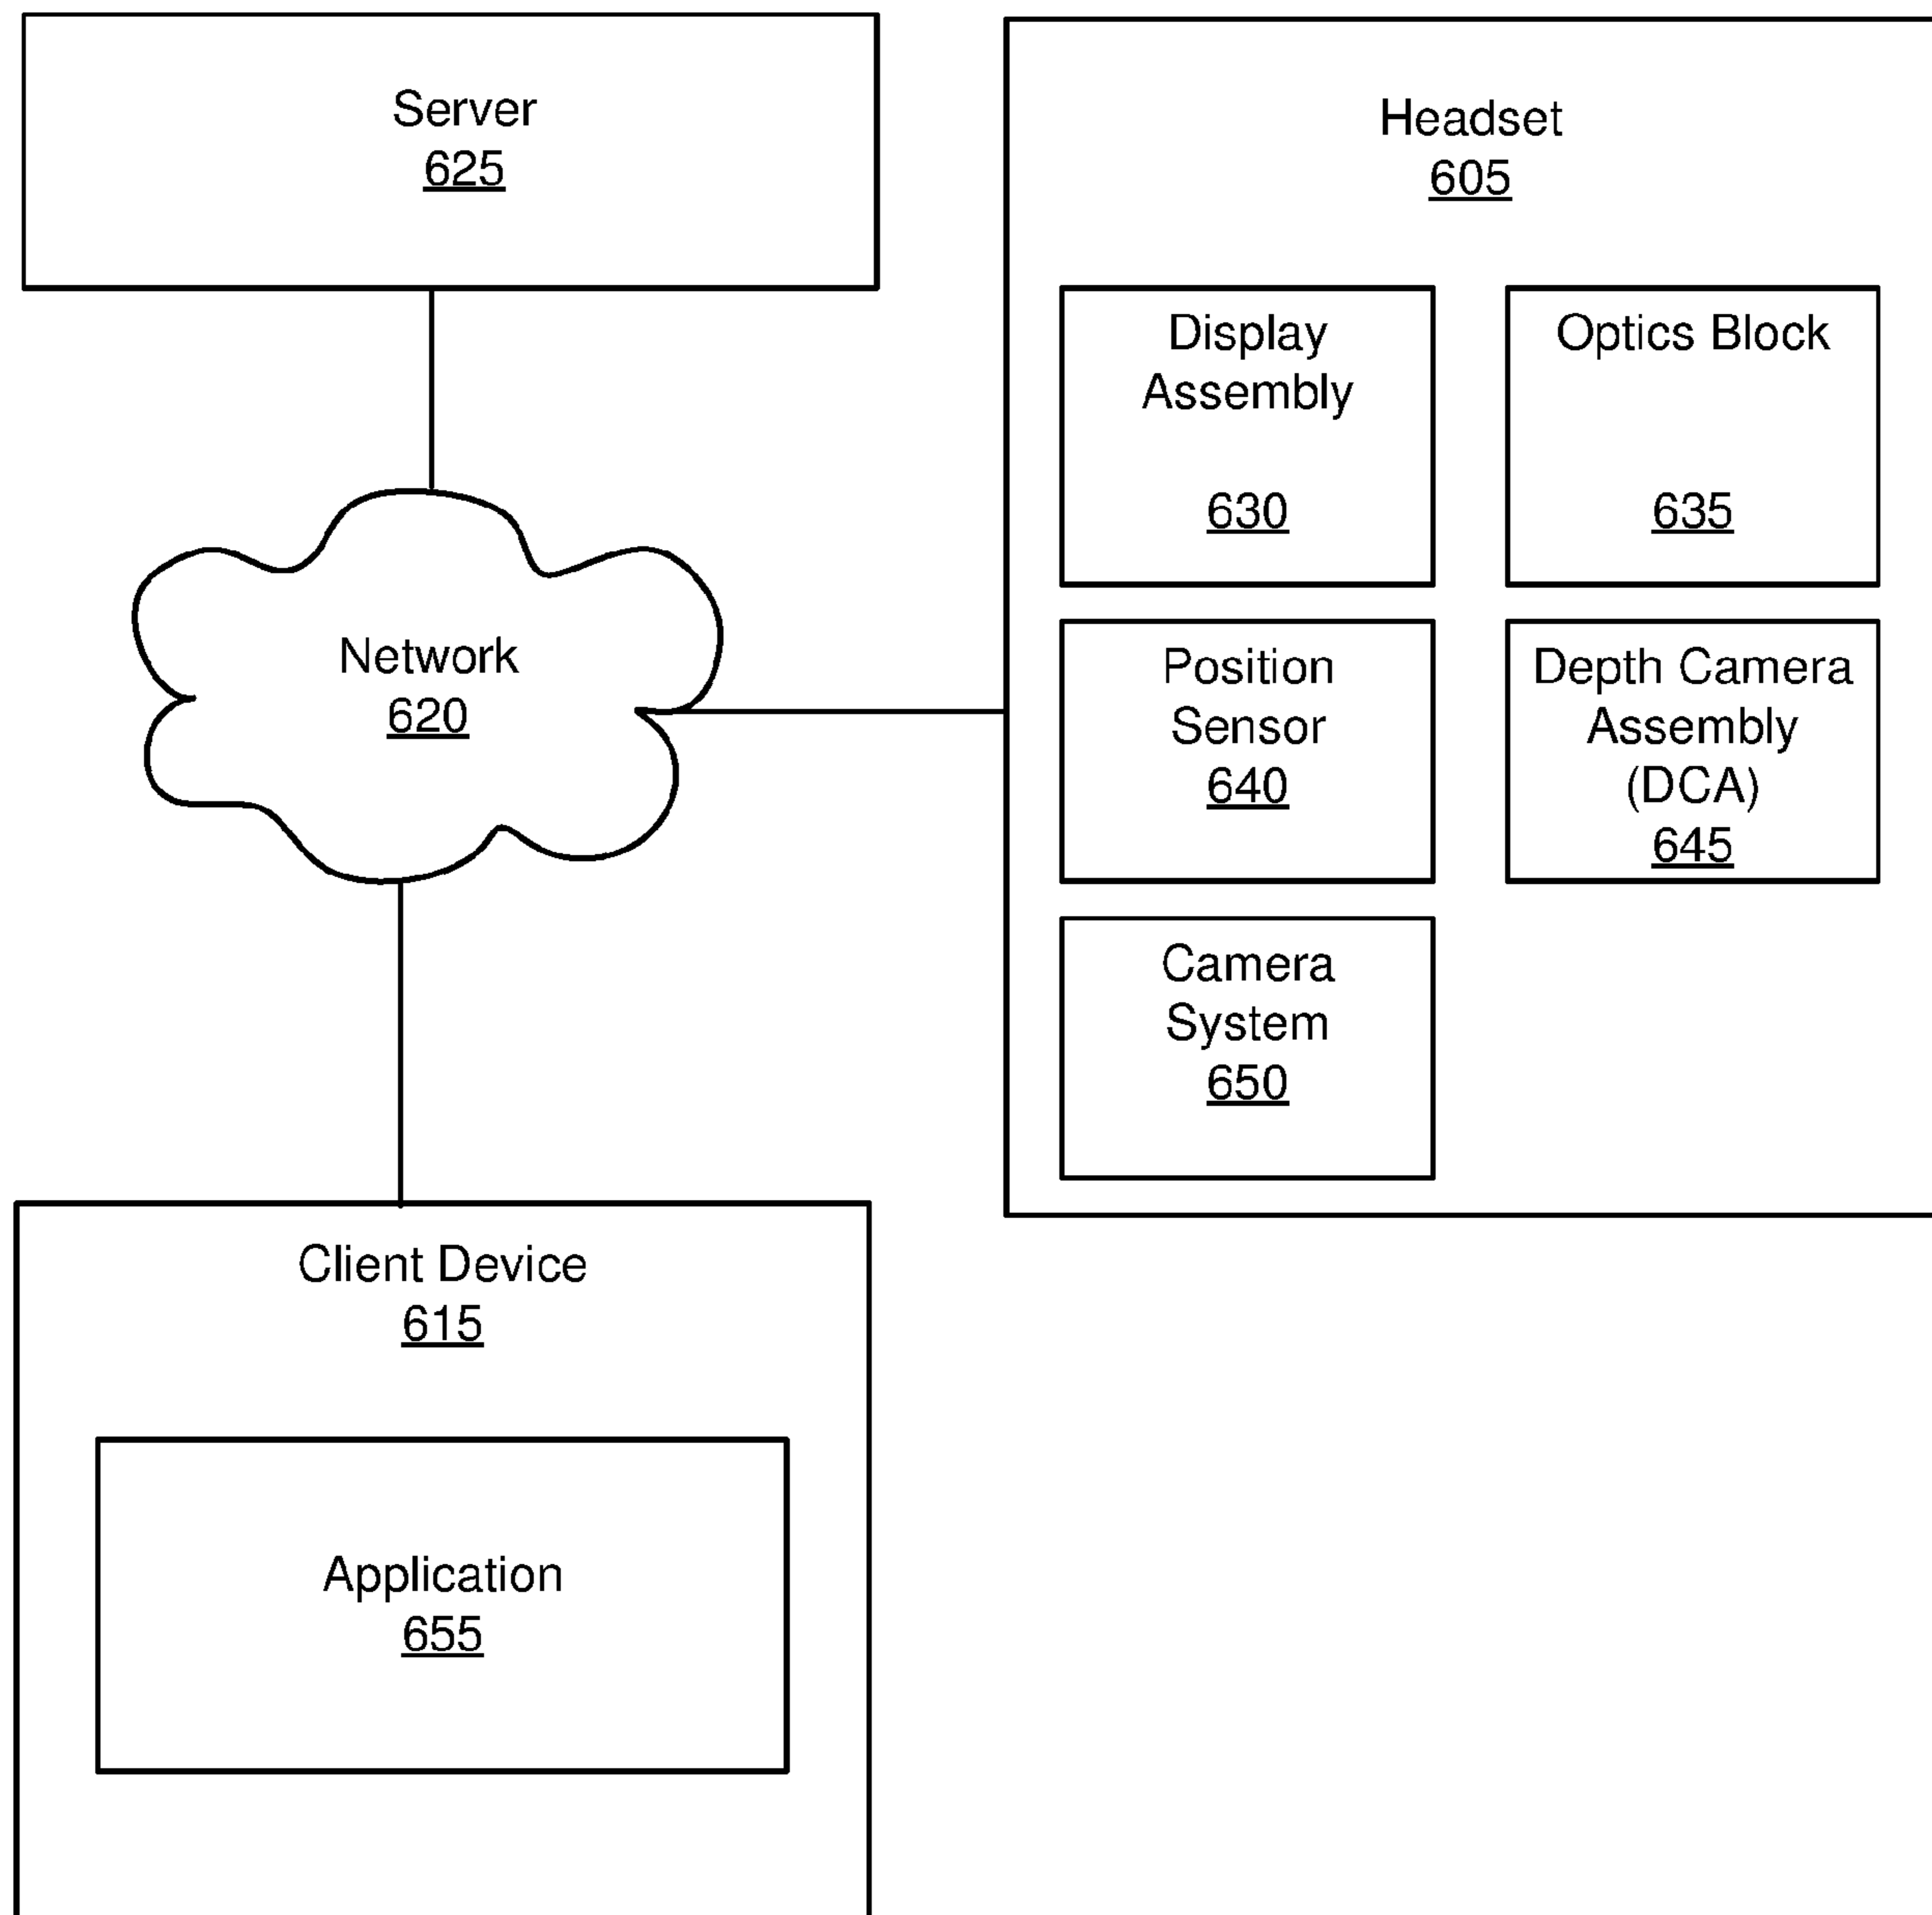 Server
625
Headset
605
Display
Assembly
630
Optics Block
635
Network
620
Position
Sensor
640
Depth Camera
Assembly
(DCA)
645
Camera
System
650
Client Device
615
Application
655